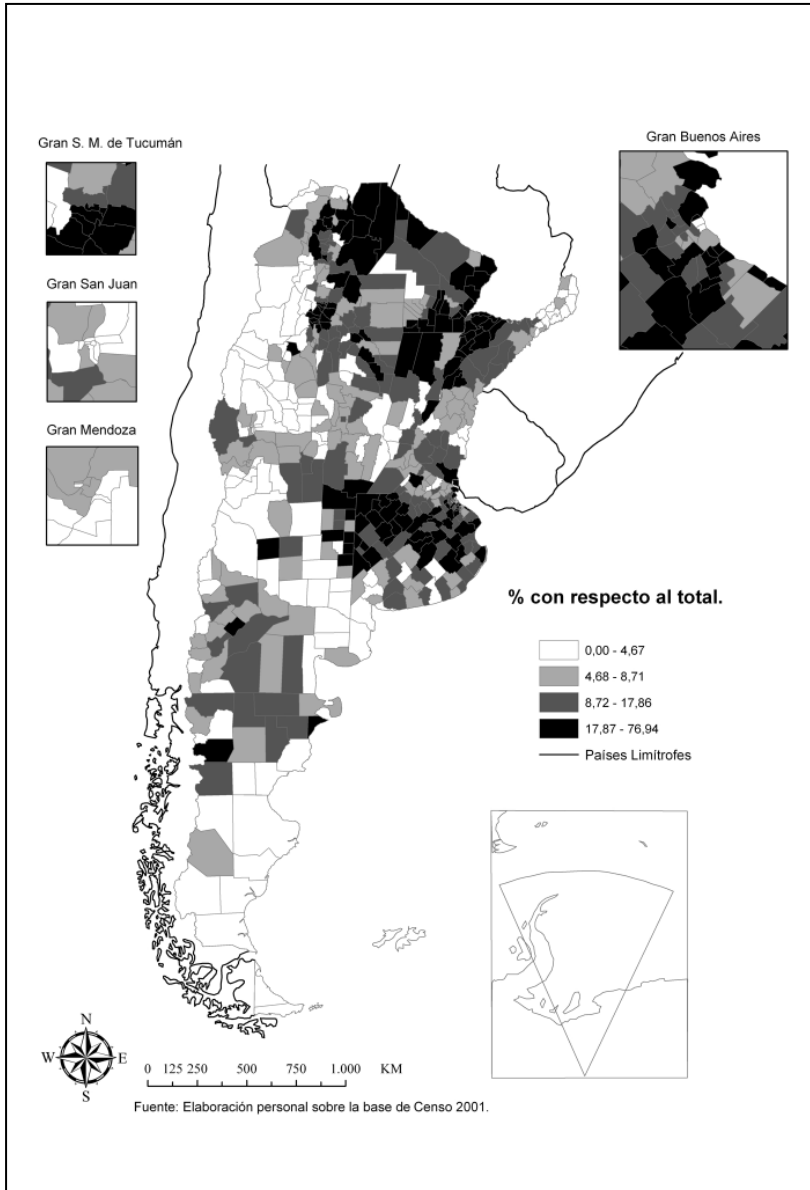 Gran S. M. de Tucumán
Gran Buenos Aires
Gran San Juan
Gran Mendoza
% con respecto al total.
0,00 - 4,67
4,68 - 8,71
8,72 - 17,86
17,87 - 76,94
Países Limítrofes
N
W E
S
0 125 250 500 750 1.000 KM
Fuente: Elaboración personal sobre la base de Censo 2001.